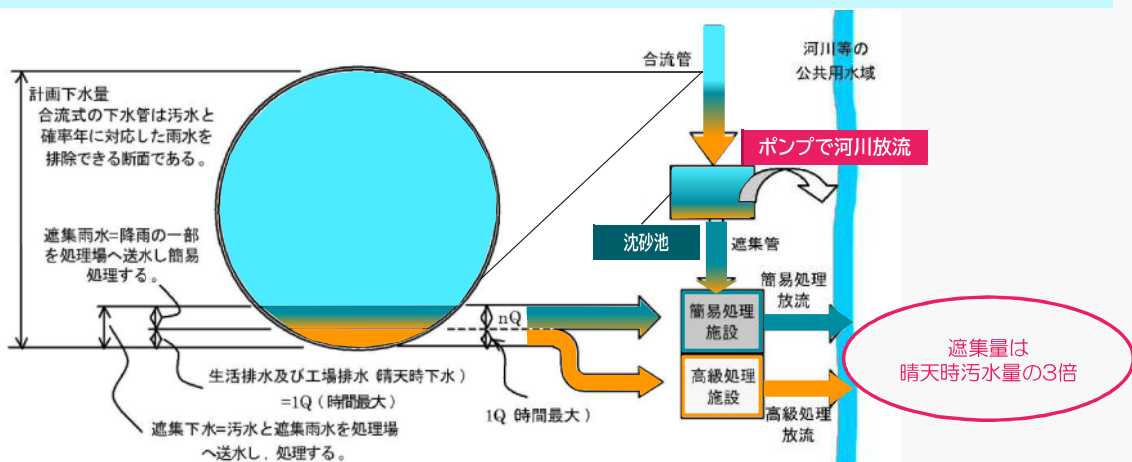 計画下水量
合流式の下水管は汚水と
確率年に対応した雨水を
排除できる断面である。
遮集雨水=降雨の一部
を処理場へ送水し簡易
処理する。
生活排水及び工場排水(晴天時下水)
=1Q(時間最大)
遮集下水=汚水と遮集雨水を処理場
へ送水し，処理する。
nQ
1Q(時間最大)
合流管
河川等の
公共用水域
ポンプで河川放流
沈砂池
遮集管
簡易処理
放流
簡易処理
施設
高級処理
施設
高級処理
放流
遮集量は
晴天時汚水量の3倍